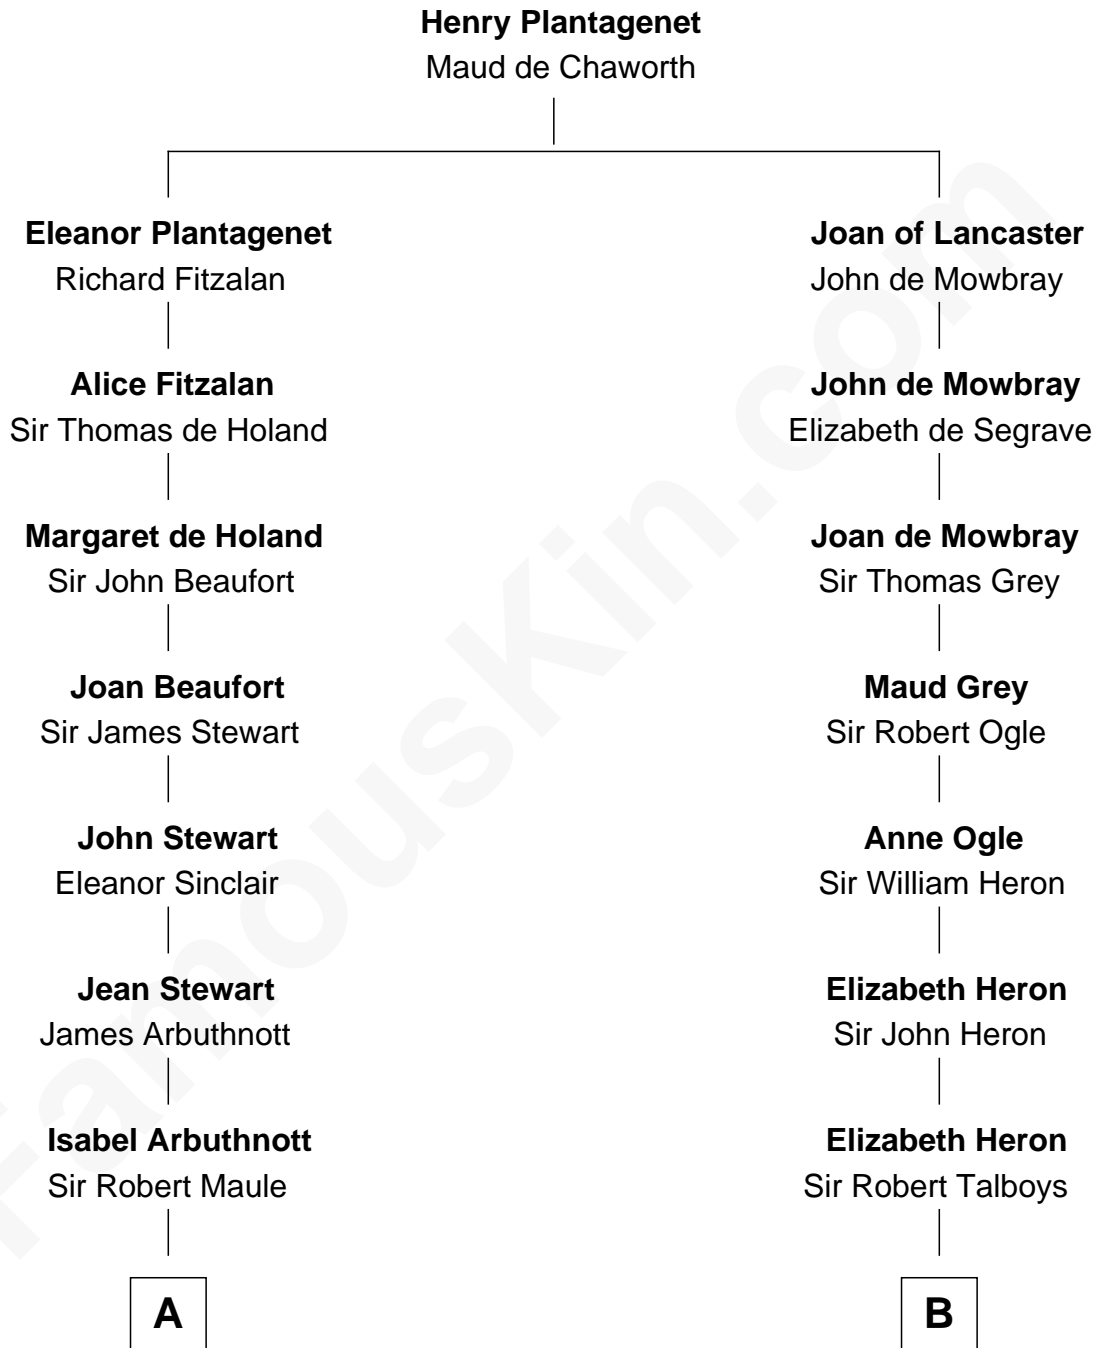 Henry Plantagenet
Maud de Chaworth
Eleanor Plantagenet
Richard Fitzalan
Alice Fitzalan
Sir Thomas de Holand
Margaret de Holand
Sir John Beaufort
Joan Beaufort
Sir James Stewart
John Stewart
Eleanor Sinclair
Jean Stewart
James Arbuthnott
Isabel Arbuthnott
Sir Robert Maule
A
Joan of Lancaster
John de Mowbray
John de Mowbray
Elizabeth de Segrave
Joan de Mowbray
Sir Thomas Grey
Maud Grey
Sir Robert Ogle
Anne Ogle
Sir William Heron
Elizabeth Heron
Sir John Heron
Elizabeth Heron
Sir Robert Talboys
B
FamousKin.com